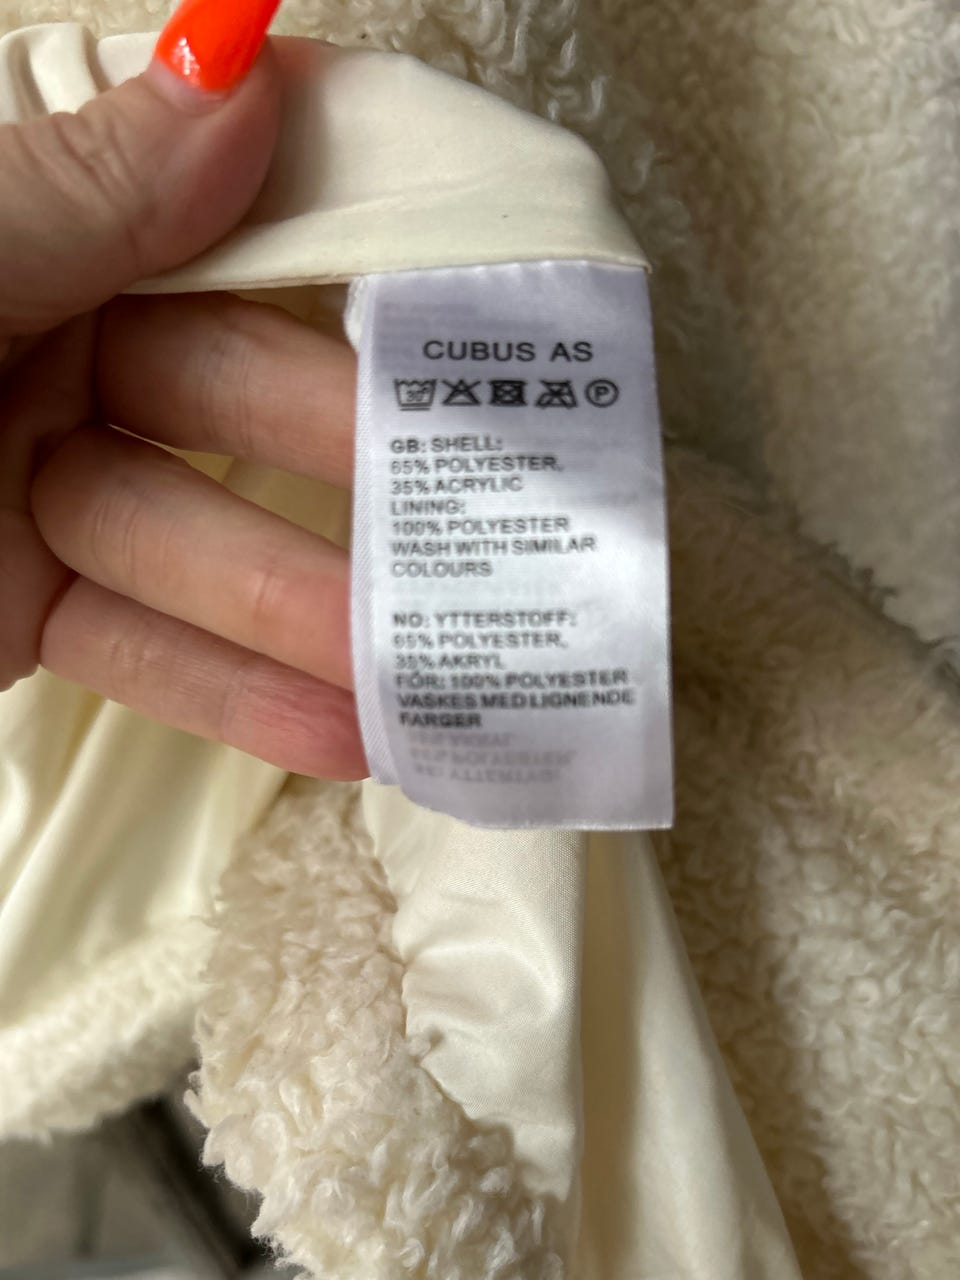 CUBUS AS
30° P
GB: SHELL:
65% POLYESTER,
35% ACRYLIC
LINING:
100% POLYESTER
WASH WITH SIMILAR
COLOURS
NO: YTTERSTOFF:
65% POLYESTER,
35% AKRYL
FÔR: 100% POLYESTER
VASKES MED LIGNENDE
FARGER